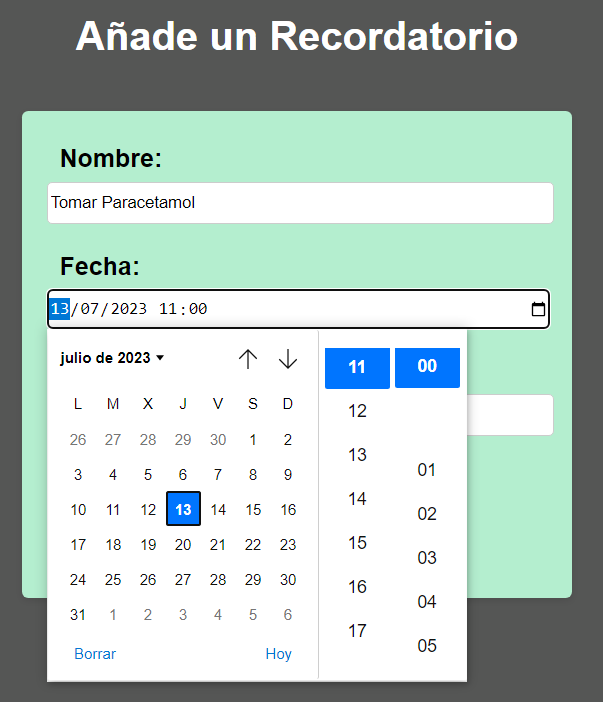 Añade un Recordatorio
Nombre:
Tomar Paracetamol
Fecha:
13/07/2023 11:00
julio de 2023
L M X J V S D
26 27 28 29 30 1 2
3 4 5 6 7 8 9
10 11 12 13 14 15 16
17 18 19 20 21 22 23
24 25 26 27 28 29 30
31 1 2 3 4 5 6
Borrar Hoy
11 00
12
13 01
14 02
15 03
16 04
17 05